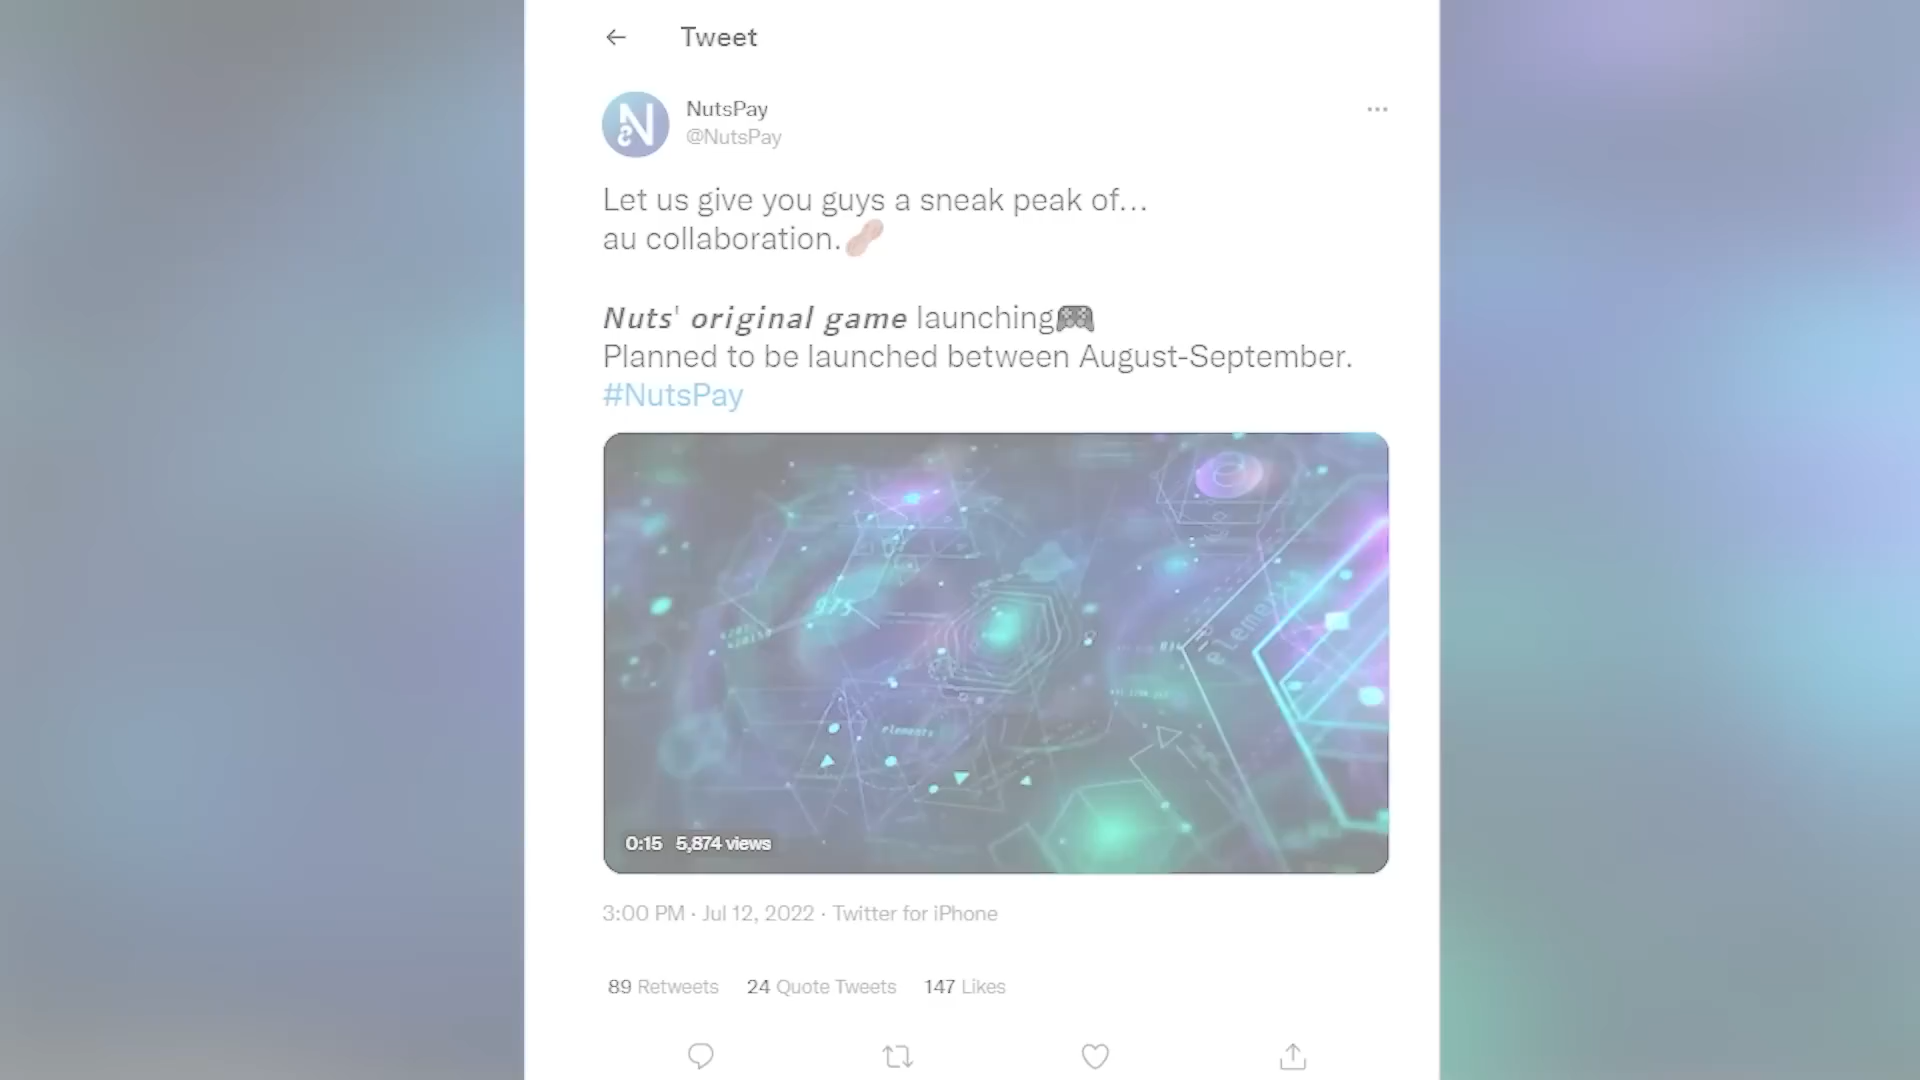 Tweet
NutsPay
@NutsPay
Let us give you guys a sneak peak of...
au collaboration.🥜
Nuts' original game launching🎮
Planned to be launched between August-September.
#NutsPay
975
elements
0:15 5,874 views
3:00 PM · Jul 12, 2022 · Twitter for iPhone
89 Retweets 24 Quote Tweets 147 Likes